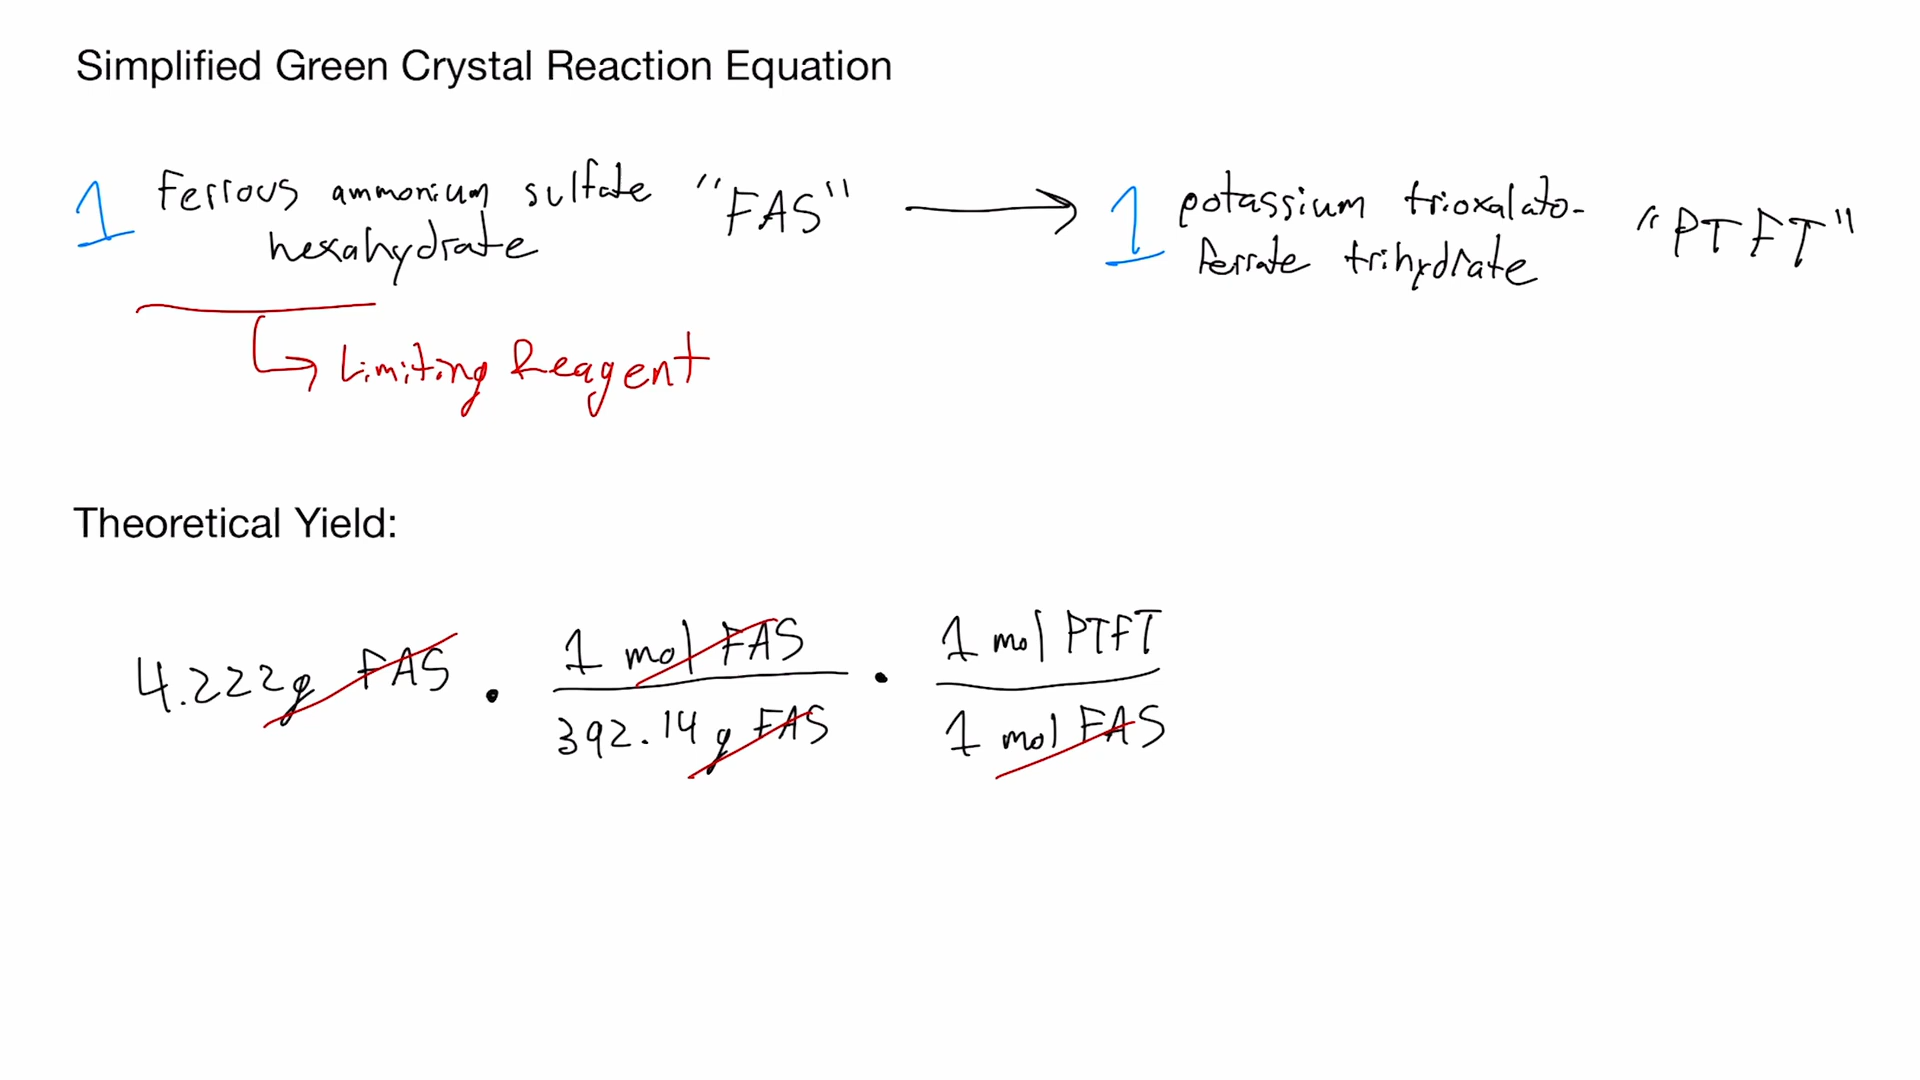 Simplified Green Crystal Reaction Equation
1 Ferrous ammonium sulfate "FAS" → 1 potassium trioxalato- "PTFT"
hexahydrate ferrate trihydrate
Limiting Reagent
Theoretical Yield:
1 mol FAS 1 mol PTFT
4.222g FAS · ·
392.14g FAS 1 mol FAS